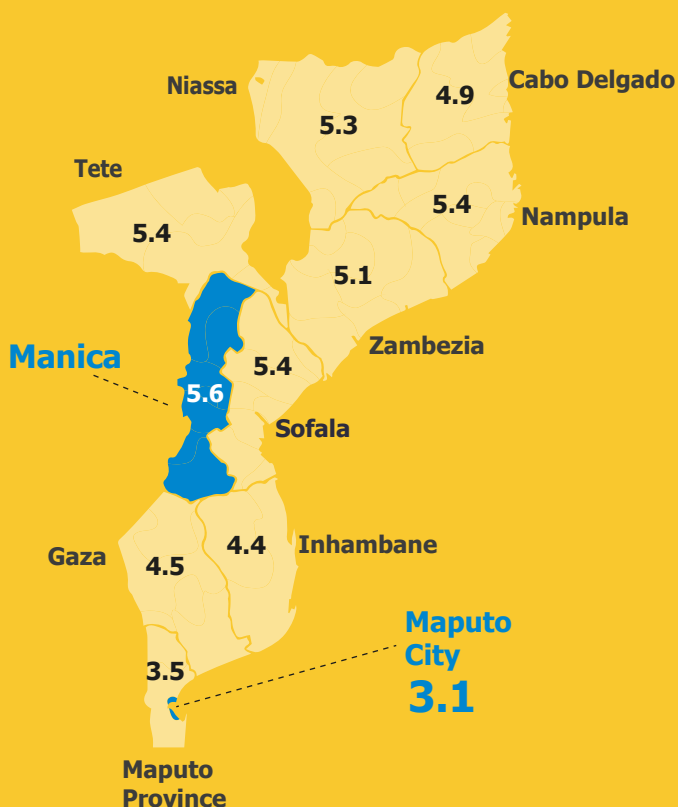 Niassa
Cabo Delgado
4.9
5.3
Tete
5.4
5.4
Nampula
5.1
Zambezia
Manica
5.4
5.6
Sofala
Inhambane
4.4
Gaza
4.5
Maputo
City
3.1
3.5
Maputo
Province